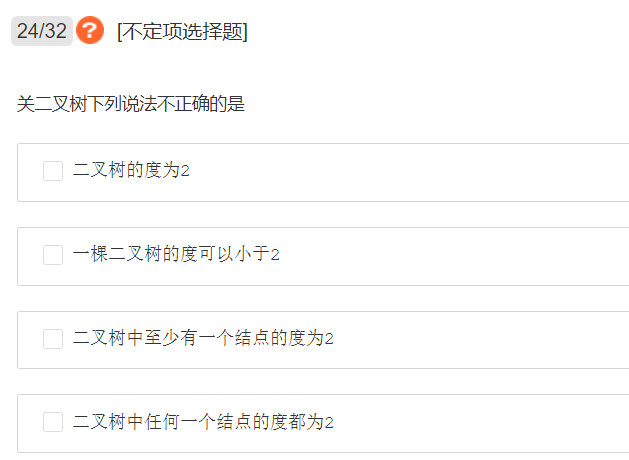 24/32 ? [不定项选择题]
关二叉树下列说法不正确的是
二叉树的度为2
一棵二叉树的度可以小于2
二叉树中至少有一个结点的度为2
二叉树中任何一个结点的度都为2